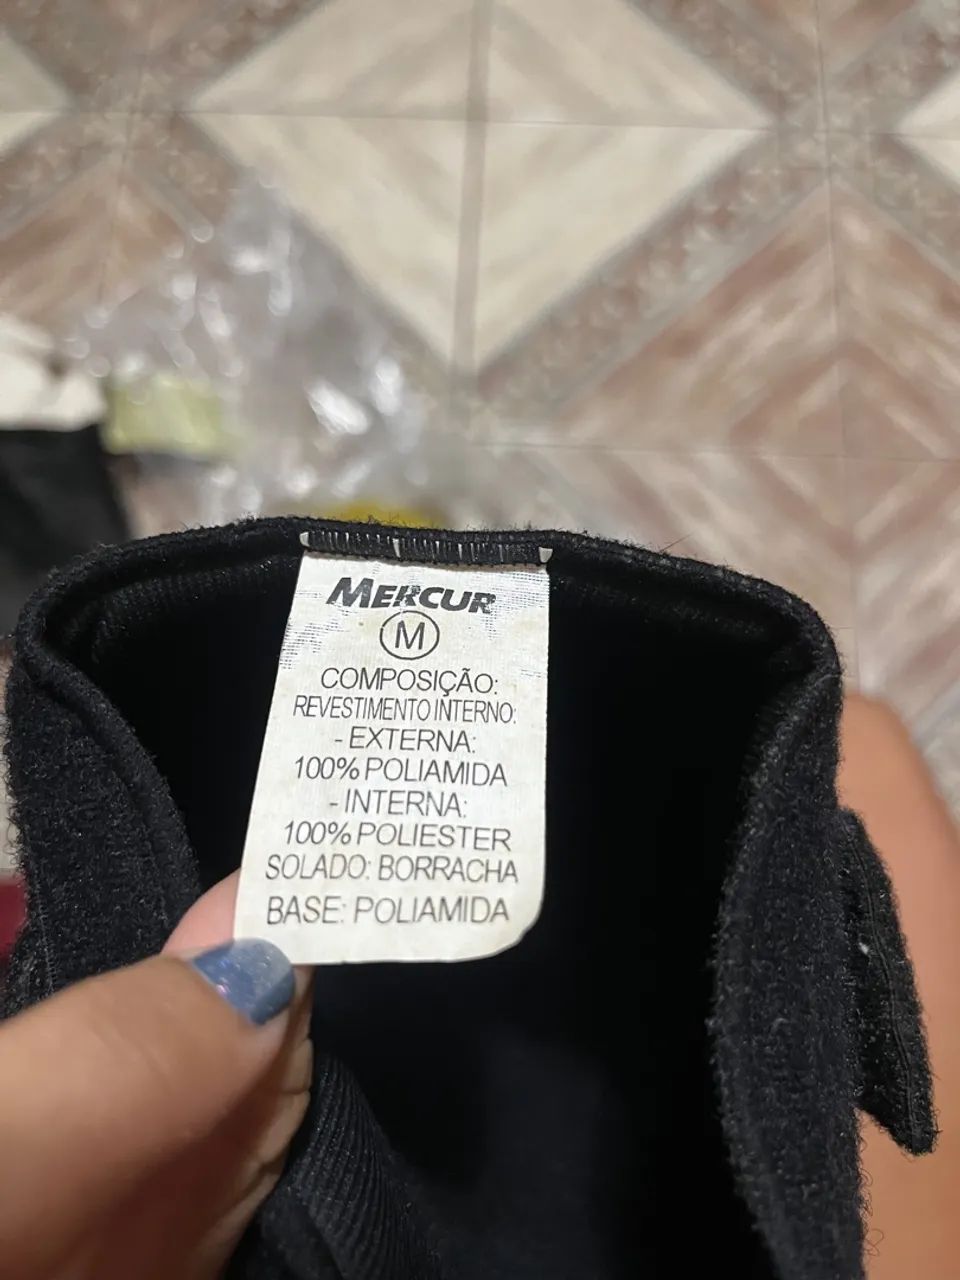 MERCUR
M
COMPOSIÇÃO:
REVESTIMENTO INTERNO:
- EXTERNA:
100% POLIAMIDA
- INTERNA:
100% POLIESTER
SOLADO: BORRACHA
BASE: POLIAMIDA